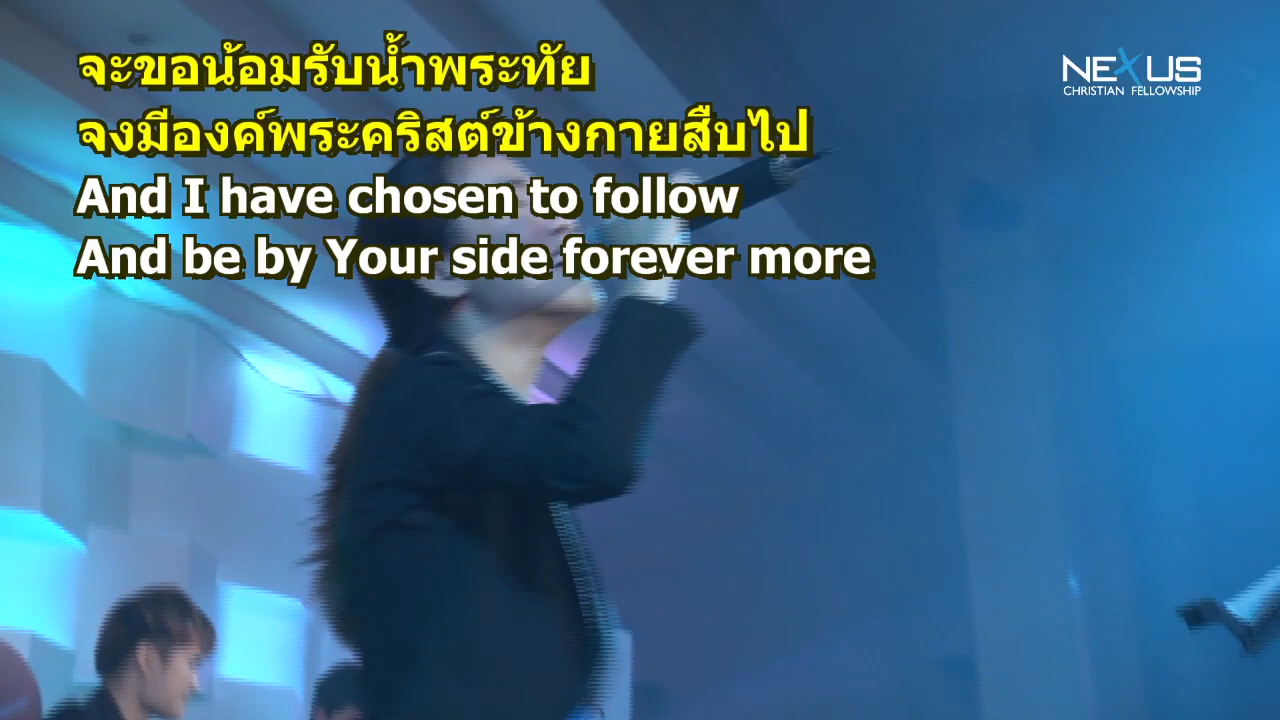 จะขอน้อมรับน้ำพระทัย
จงมีองค์พระคริสต์ข้างกายสืบไป
And I have chosen to follow
And be by Your side forever more
NEXUS
CHRISTIAN FELLOWSHIP